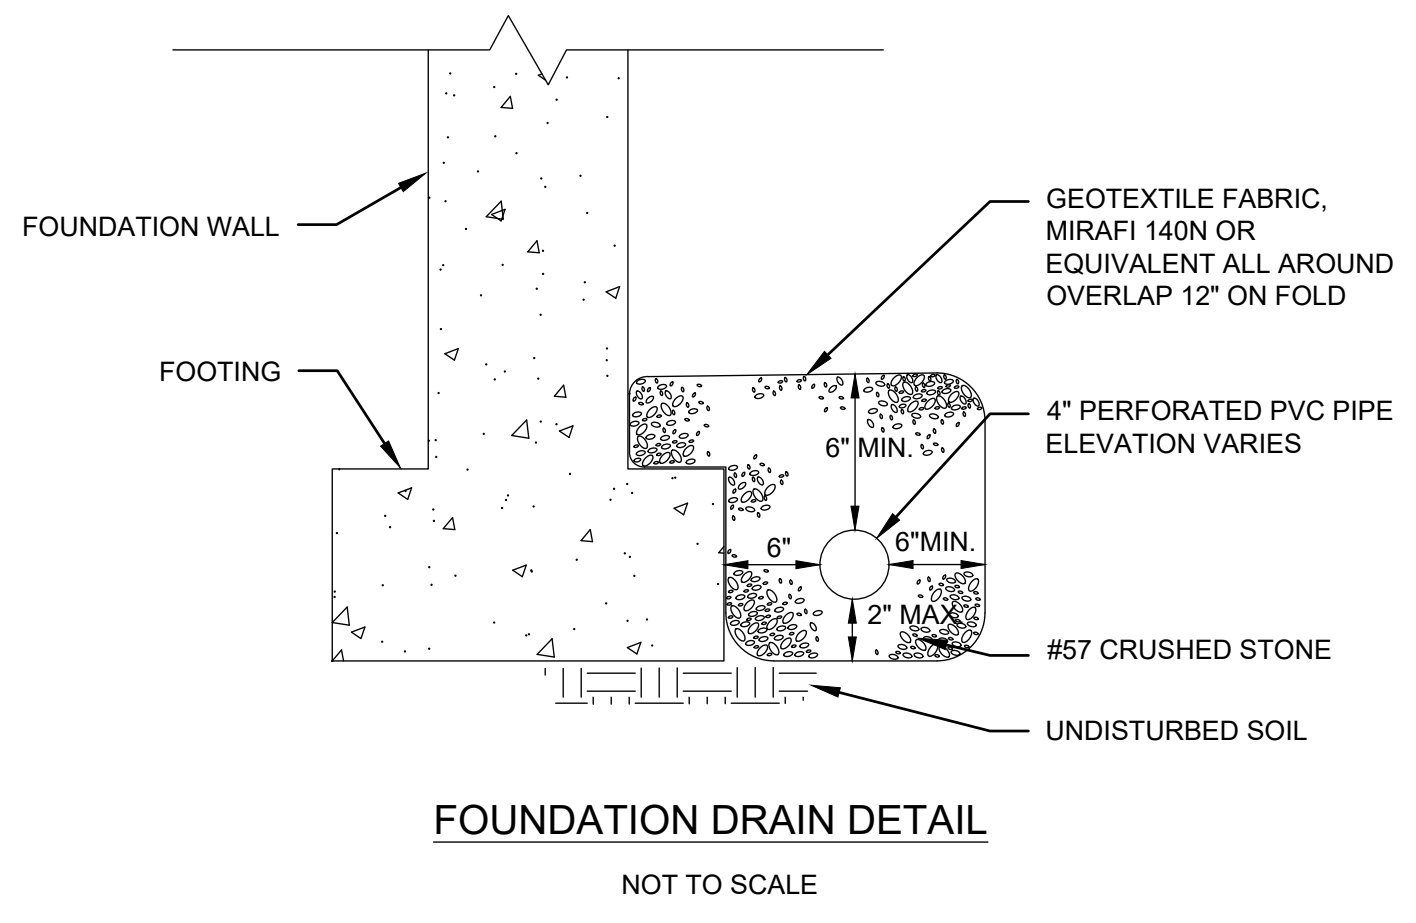 FOUNDATION WALL
GEOTEXTILE FABRIC,
MIRAFI 140N OR
EQUIVALENT ALL AROUND
OVERLAP 12" ON FOLD
FOOTING
4" PERFORATED PVC PIPE
ELEVATION VARIES
6" MIN.
6"
6"MIN.
2" MAX
#57 CRUSHED STONE
UNDISTURBED SOIL
FOUNDATION DRAIN DETAIL
NOT TO SCALE